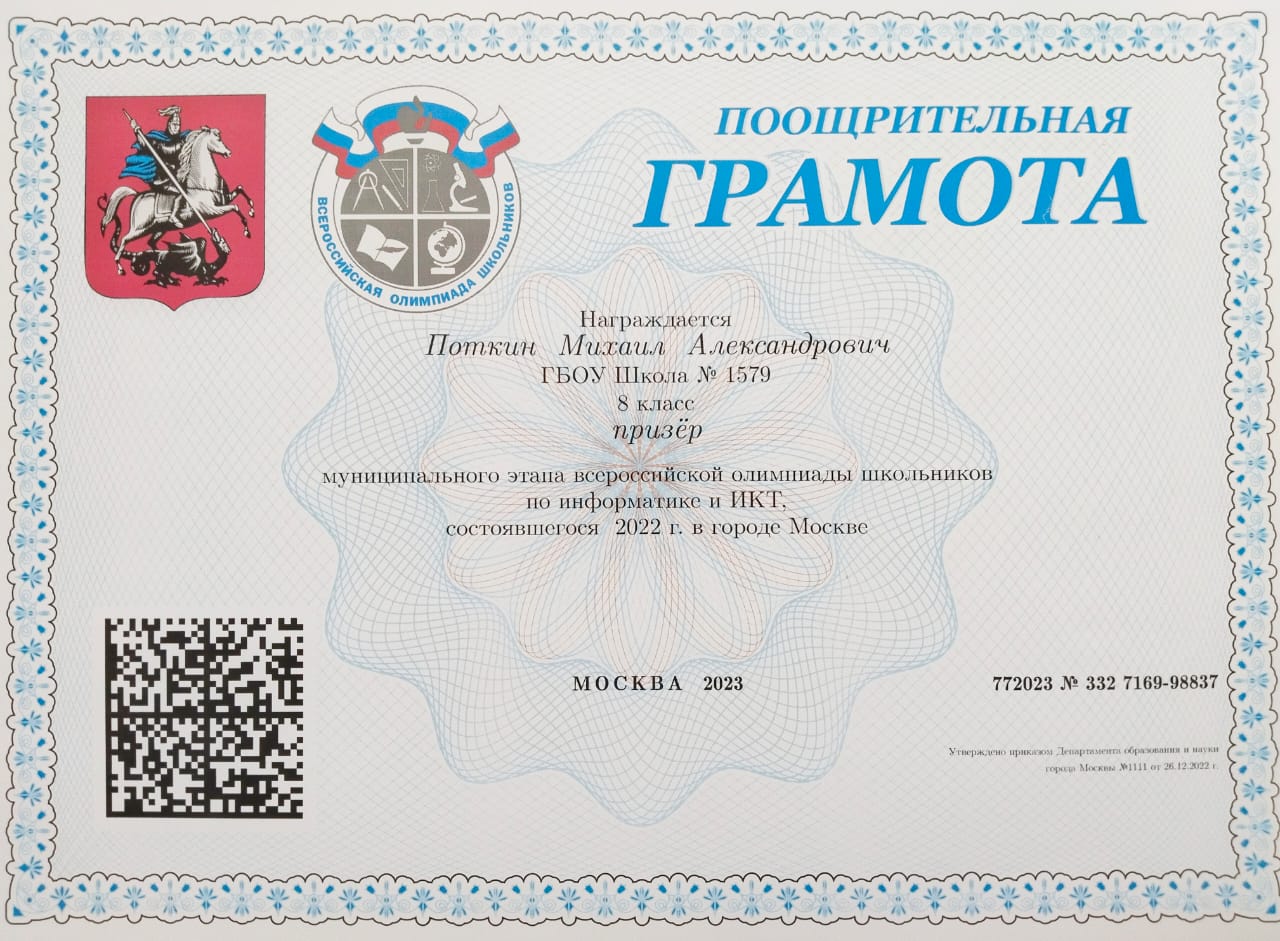 ВСЕРОССИЙСКАЯ ОЛИМПИАДА ШКОЛЬНИКОВ
ПООЩРИТЕЛЬНАЯ
ГРАМОТА
Награждается
Поткин Михаил Александрович
ГБОУ Школа № 1579
8 класс
призёр
муниципального этапа всероссийской олимпиады школьников
по информатике и ИКТ,
состоявшегося 2022 г. в городе Москве
МОСКВА 2023
772023 № 332 7169-98837
Утверждено приказом Департамента образования и науки
города Москвы №1111 от 26.12.2022 г.